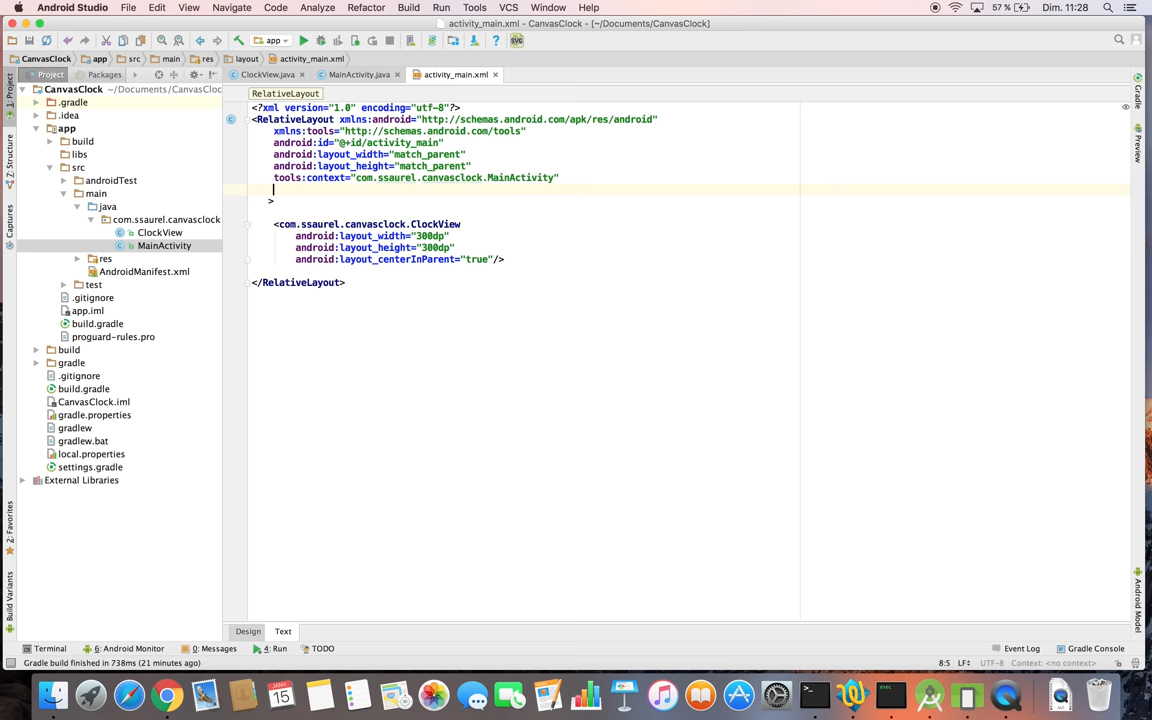 Android Studio File Edit View Navigate Code Analyze Refactor Build Run Tools VCS Window Help 57 % Dim. 11:28
activity_main.xml - CanvasClock - [~/Documents/CanvasClock]
app
CanvasClock app src main res layout activity_main.xml
Project Packages ClockView.java MainActivity.java activity_main.xml
CanvasClock ~/Documents/CanvasCloc
.gradle
.idea
app
build
libs
src
androidTest
main
java
com.ssaurel.canvasclock
ClockView
MainActivity
res
AndroidManifest.xml
test
.gitignore
app.iml
build.gradle
proguard-rules.pro
build
gradle
.gitignore
build.gradle
CanvasClock.iml
gradle.properties
gradlew
gradlew.bat
local.properties
settings.gradle
External Libraries
1: Project
Z: Structure
Captures
2: Favorites
Build Variants
RelativeLayout
<?xml version="1.0" encoding="utf-8"?>
<RelativeLayout xmlns:android="http://schemas.android.com/apk/res/android"
xmlns:tools="http://schemas.android.com/tools"
android:id="@+id/activity_main"
android:layout_width="match_parent"
android:layout_height="match_parent"
tools:context="com.ssaurel.canvasclock.MainActivity"
>
<com.ssaurel.canvasclock.ClockView
android:layout_width="300dp"
android:layout_height="300dp"
android:layout_centerInParent="true"/>
</RelativeLayout>
Gradle
Preview
Android Model
Design Text
Terminal 6: Android Monitor 0: Messages 4: Run TODO Event Log Gradle Console
Gradle build finished in 738ms (21 minutes ago) 8:5 LF UTF-8 Context: <no context>
JANV.
15